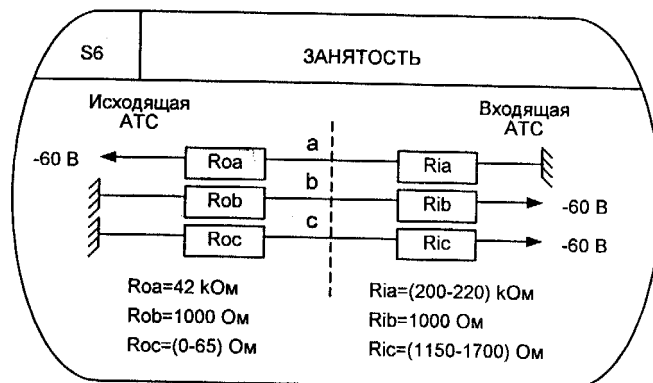 S6
ЗАНЯТОСТЬ
Исходящая
АТС
Входящая
АТС
-60 В
Roa
a
Ria
b
Rob
Rib
-60 В
c
Roc
Ric
-60 В
Roa=42 kОм
Rob=1000 Ом
Roc=(0-65) Ом
Ria=(200-220) kОм
Rib=1000 Ом
Ric=(1150-1700) Ом